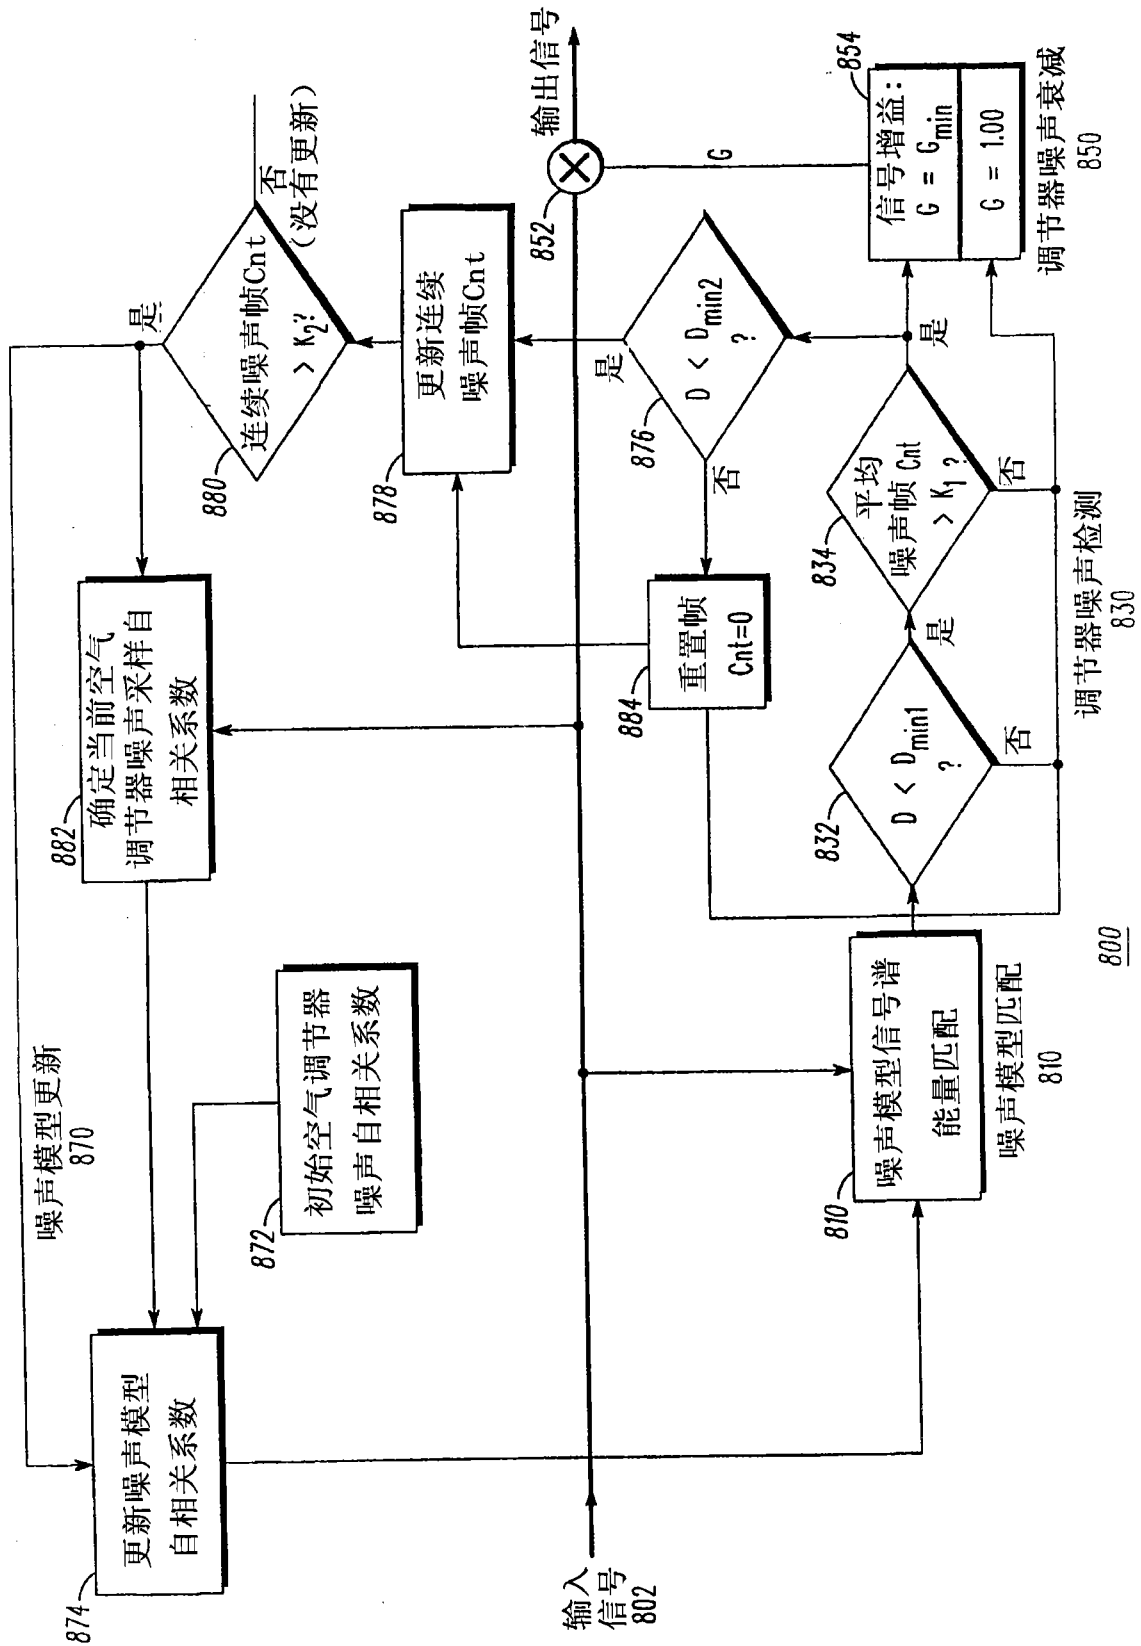 噪声模型更新
870
874
更新噪声模型
自相关系数
872
初始空气调节器
噪声自相关系数
882
确定当前空气
调节器噪声采样自
相关系数
880
连续噪声帧Cnt
> K2?
是
否
(没有更新)
878
更新连续
噪声帧Cnt
输入
信号
802
852
输出信号
G
884
重置帧
Cnt=0
876
D < Dmin2
?
是
否
810
噪声模型信号谱
能量匹配
噪声模型匹配
810
832
D < Dmin1
?
是
否
834
平均
噪声帧 Cnt
> K1 ?
是
否
调节器噪声检测
830
854
信号增益:
G = Gmin
G = 1.00
调节器噪声衰减
850
800